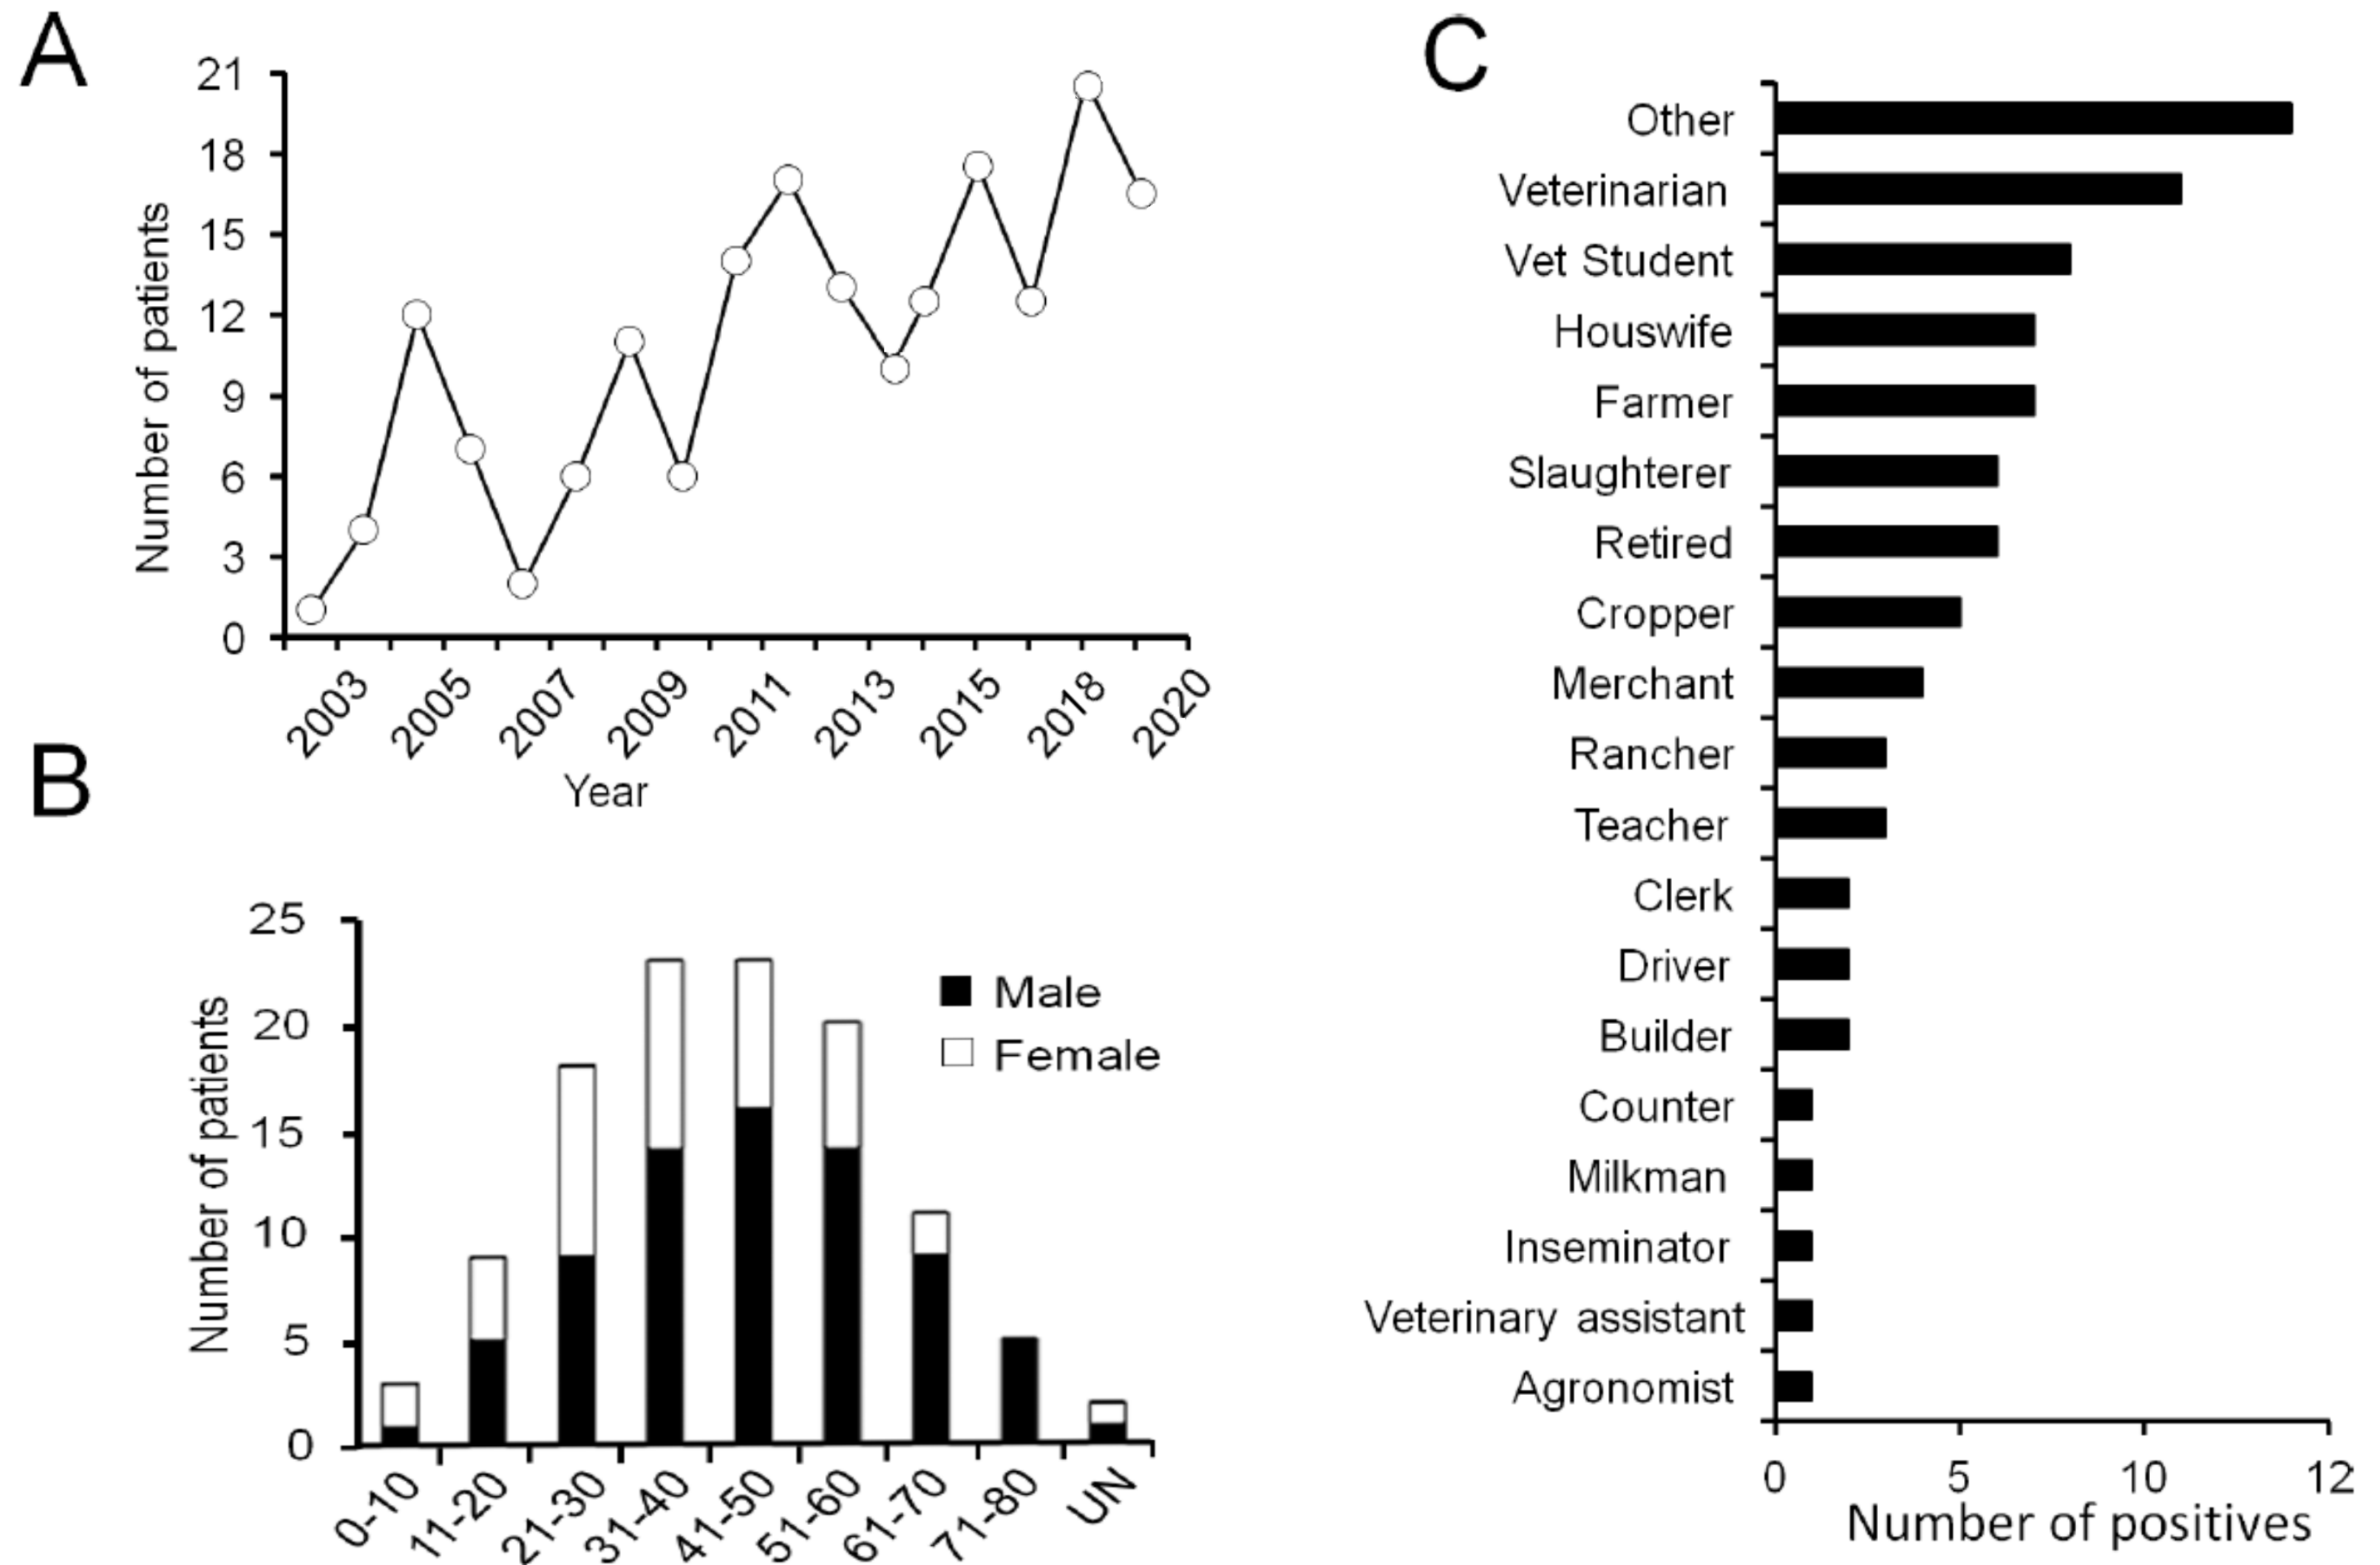 A
21
18
15
12
9
6
3
0
Number of patients
2003
2005
2007
2009
2011
2013
2015
2018
2020
Year
B
25
20
15
10
5
0
Number of patients
Male
Female
0-10
11-20
21-30
31-40
41-50
51-60
61-70
71-80
UN
C
Other
Veterinarian
Vet Student
Houswife
Farmer
Slaughterer
Retired
Cropper
Merchant
Rancher
Teacher
Clerk
Driver
Builder
Counter
Milkman
Inseminator
Veterinary assistant
Agronomist
0 5 10 12
Number of positives